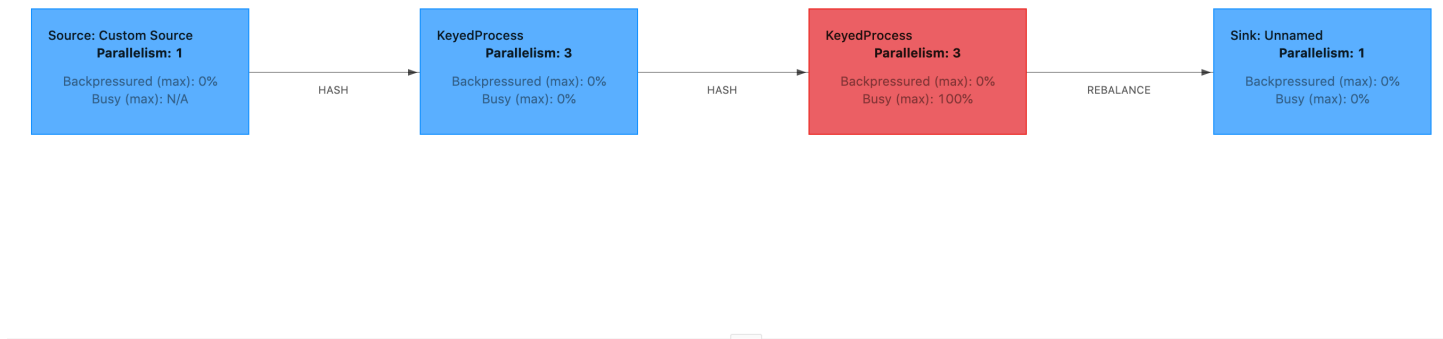 Source: Custom Source
Parallelism: 1
Backpressured (max): 0%
Busy (max): N/A
HASH
KeyedProcess
Parallelism: 3
Backpressured (max): 0%
Busy (max): 0%
HASH
KeyedProcess
Parallelism: 3
Backpressured (max): 0%
Busy (max): 100%
REBALANCE
Sink: Unnamed
Parallelism: 1
Backpressured (max): 0%
Busy (max): 0%